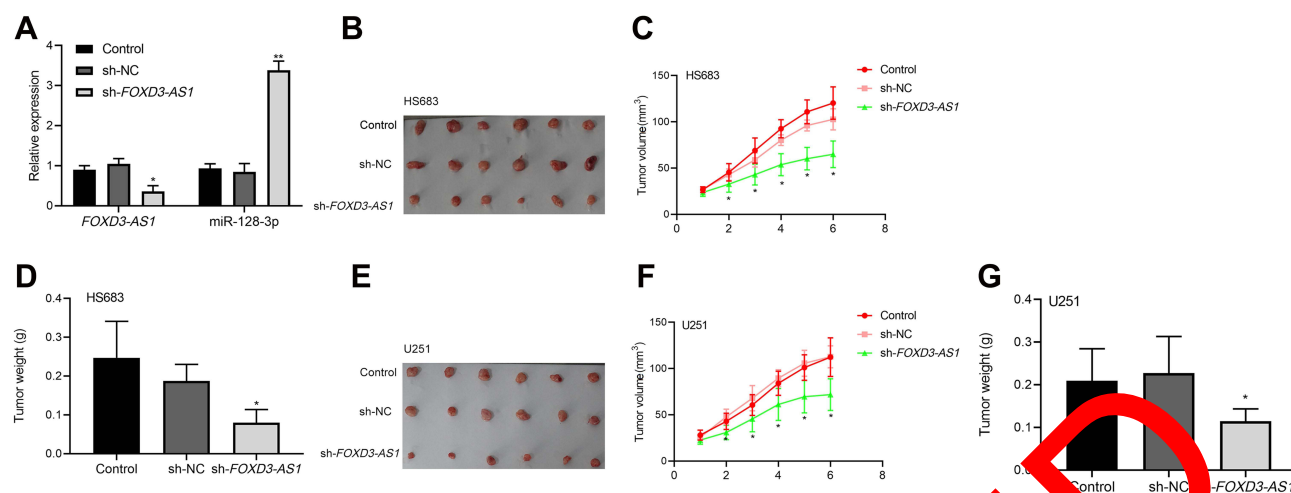 A
Control
sh-NC
sh-FOXD3-AS1
Relative expression
4
3
2
1
0
**
*
FOXD3-AS1
miR-128-3p
B
HS683
Control
sh-NC
sh-FOXD3-AS1
C
HS683
Control
sh-NC
sh-FOXD3-AS1
Tumor volume(mm3)
150
100
50
0
* * * * *
0 2 4 6 8
D
HS683
Tumor weight (g)
0.4
0.3
0.2
0.1
0.0
*
Control sh-NC sh-FOXD3-AS1
E
U251
Control
sh-NC
sh-FOXD3-AS1
F
U251
Control
sh-NC
sh-FOXD3-AS1
Tumor volume(mm3)
150
100
50
0
* * * * *
0 2 4 6 8
G
U251
Tumor weight (g)
0.4
0.3
0.2
0.1
*
Control sh-NC -FOXD3-AS1